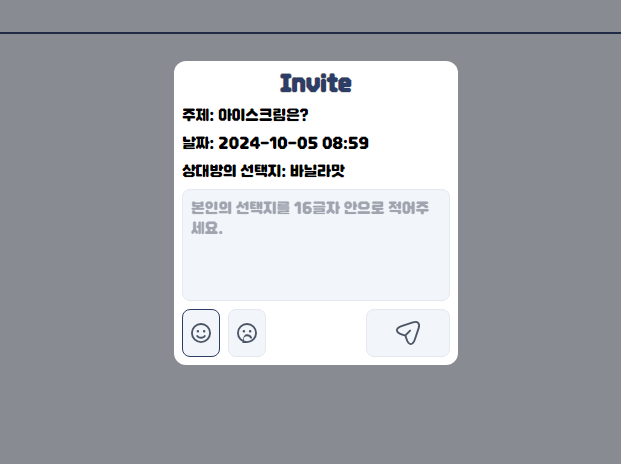 Invite
주제: 아이스크림은?
날짜: 2024-10-05 08:59
상대방의 선택지: 바닐라맛
본인의 선택지를 16글자 안으로 적어주
세요.